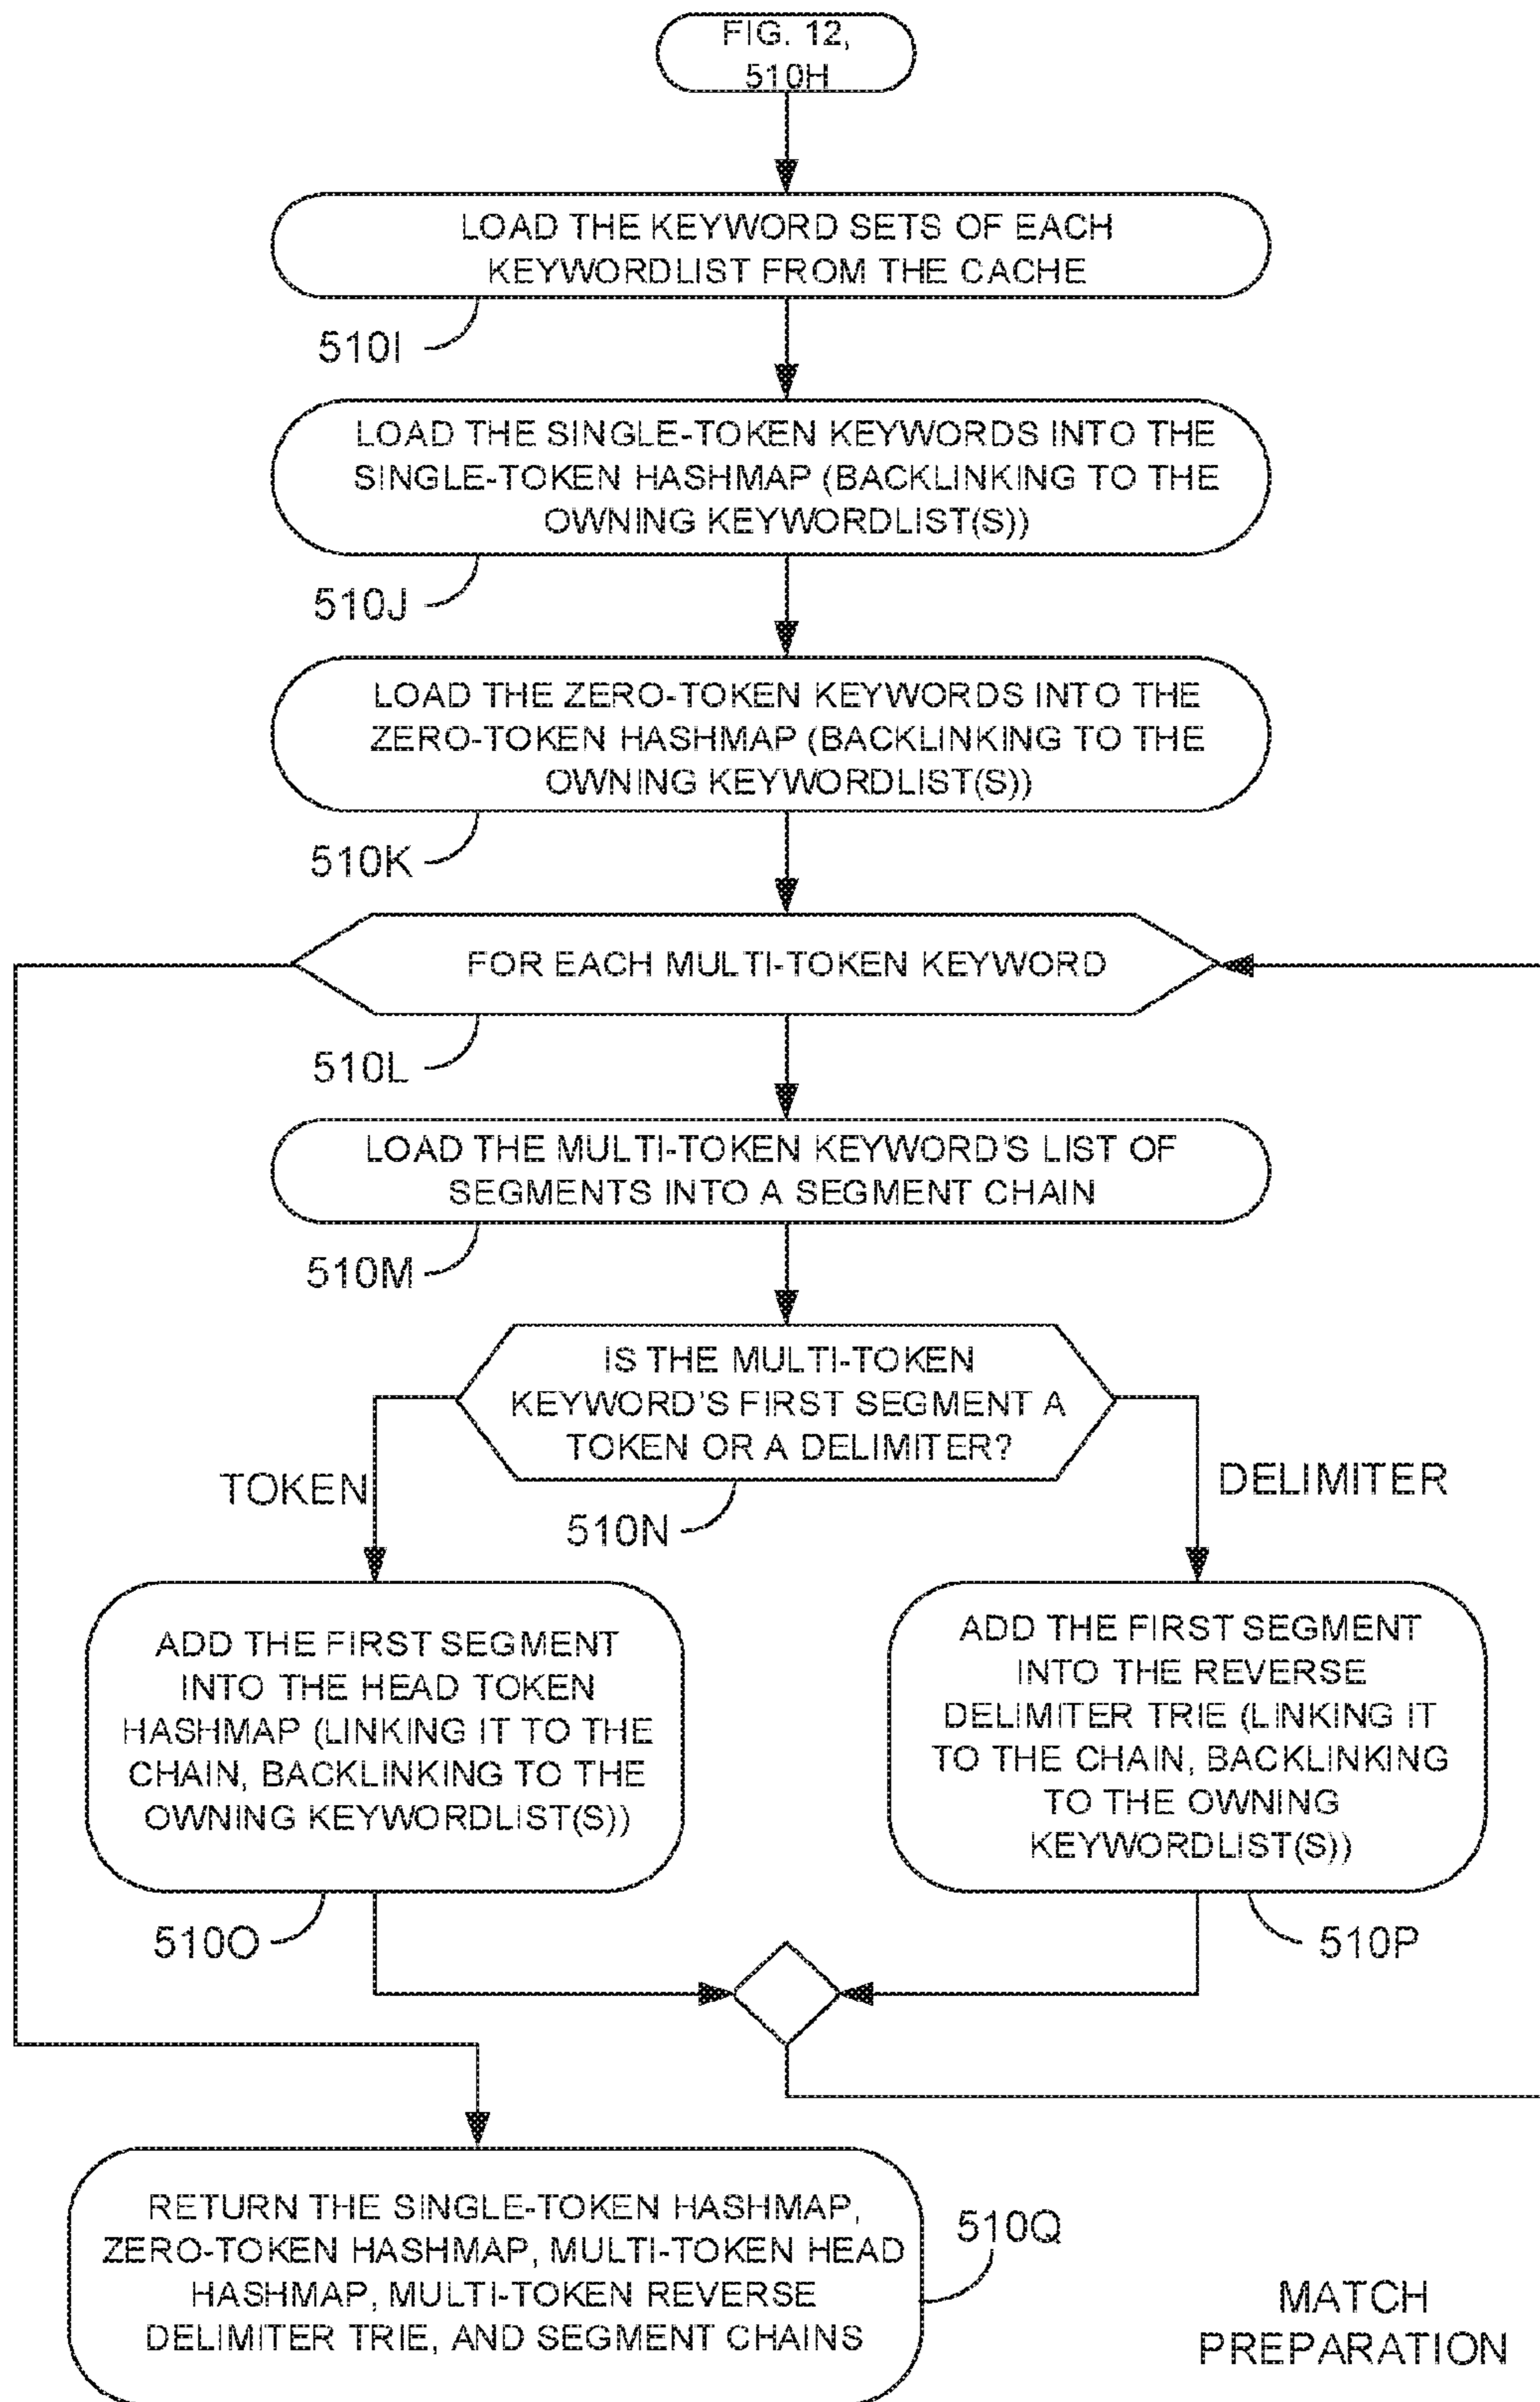 FIG. 12,
510H
LOAD THE KEYWORD SETS OF EACH
KEYWORDLIST FROM THE CACHE
510I
LOAD THE SINGLE-TOKEN KEYWORDS INTO THE
SINGLE-TOKEN HASHMAP (BACKLINKING TO THE
OWNING KEYWORDLIST(S))
510J
LOAD THE ZERO-TOKEN KEYWORDS INTO THE
ZERO-TOKEN HASHMAP (BACKLINKING TO THE
OWNING KEYWORDLIST(S))
510K
FOR EACH MULTI-TOKEN KEYWORD
510L
LOAD THE MULTI-TOKEN KEYWORD'S LIST OF
SEGMENTS INTO A SEGMENT CHAIN
510M
IS THE MULTI-TOKEN
KEYWORD'S FIRST SEGMENT A
TOKEN OR A DELIMITER?
510N
TOKEN
DELIMITER
ADD THE FIRST SEGMENT
INTO THE HEAD TOKEN
HASHMAP (LINKING IT TO THE
CHAIN, BACKLINKING TO THE
OWNING KEYWORDLIST(S))
510O
ADD THE FIRST SEGMENT
INTO THE REVERSE
DELIMITER TRIE (LINKING IT
TO THE CHAIN, BACKLINKING
TO THE OWNING
KEYWORDLIST(S))
510P
RETURN THE SINGLE-TOKEN HASHMAP,
ZERO-TOKEN HASHMAP, MULTI-TOKEN HEAD
HASHMAP, MULTI-TOKEN REVERSE
DELIMITER TRIE, AND SEGMENT CHAINS
510Q
MATCH
PREPARATION